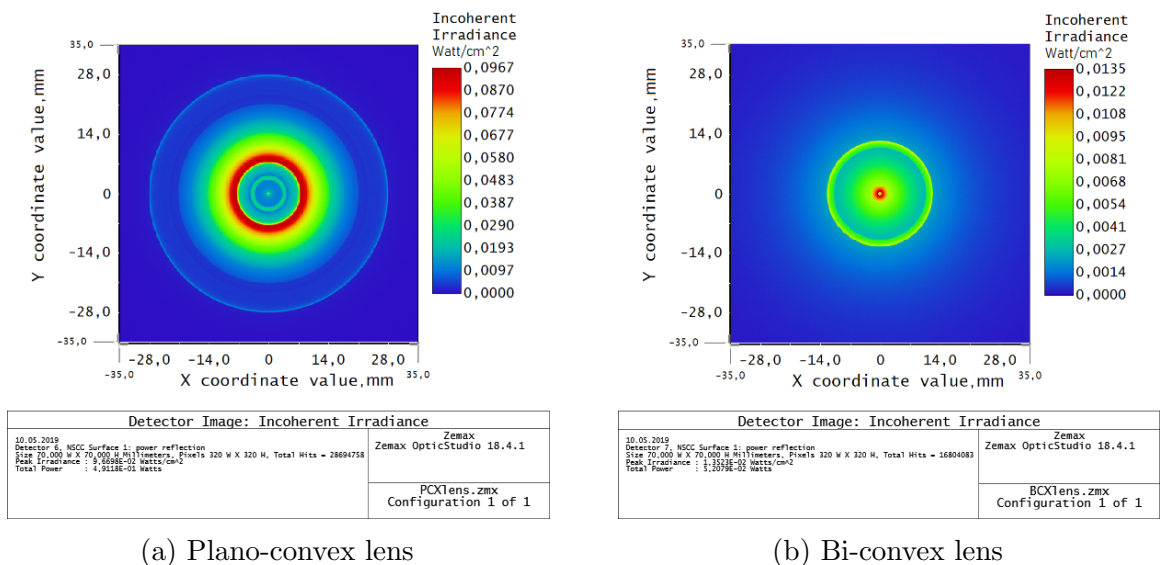 Incoherent
Irradiance
Watt/cm^2
0,0967
0,0870
0,0774
0,0677
0,0580
0,0483
0,0387
0,0290
0,0193
0,0097
0,0000
35,0
28,0
14,0
0
-14,0
-28,0
-35,0
Y coordinate value,mm
-28,0 -14,0 0 14,0 28,0
-35,0 35,0
X coordinate value,mm
Detector Image: Incoherent Irradiance
10.05.2019
Detector 6, NSCG Surface 1: power reflection
Size 70,000 W X 70,000 H Millimeters, Pixels 320 W X 320 H, Total Hits = 28694758
Peak Irradiance : 9,6698E-02 Watts/cm^2
Total Power : 4,9118E-01 Watts
Zemax
Zemax OpticStudio 18.4.1
PCXlens.zmx
Configuration 1 of 1
(a) Plano-convex lens
Incoherent
Irradiance
Watt/cm^2
0,0135
0,0122
0,0108
0,0095
0,0081
0,0068
0,0054
0,0041
0,0027
0,0014
0,0000
35,0
28,0
14,0
0
-14,0
-28,0
-35,0
Y coordinate value,mm
-28,0 -14,0 0 14,0 28,0
-35,0 35,0
X coordinate value,mm
Detector Image: Incoherent Irradiance
10.05.2019
Detector 7, NSCG Surface 1: power reflection
Size 70,000 W X 70,000 H Millimeters, Pixels 320 W X 320 H, Total Hits = 16804083
Peak Irradiance : 1,3523E-02 Watts/cm^2
Total Power : 5,2079E-02 Watts
Zemax
Zemax OpticStudio 18.4.1
BCXlens.zmx
Configuration 1 of 1
(b) Bi-convex lens